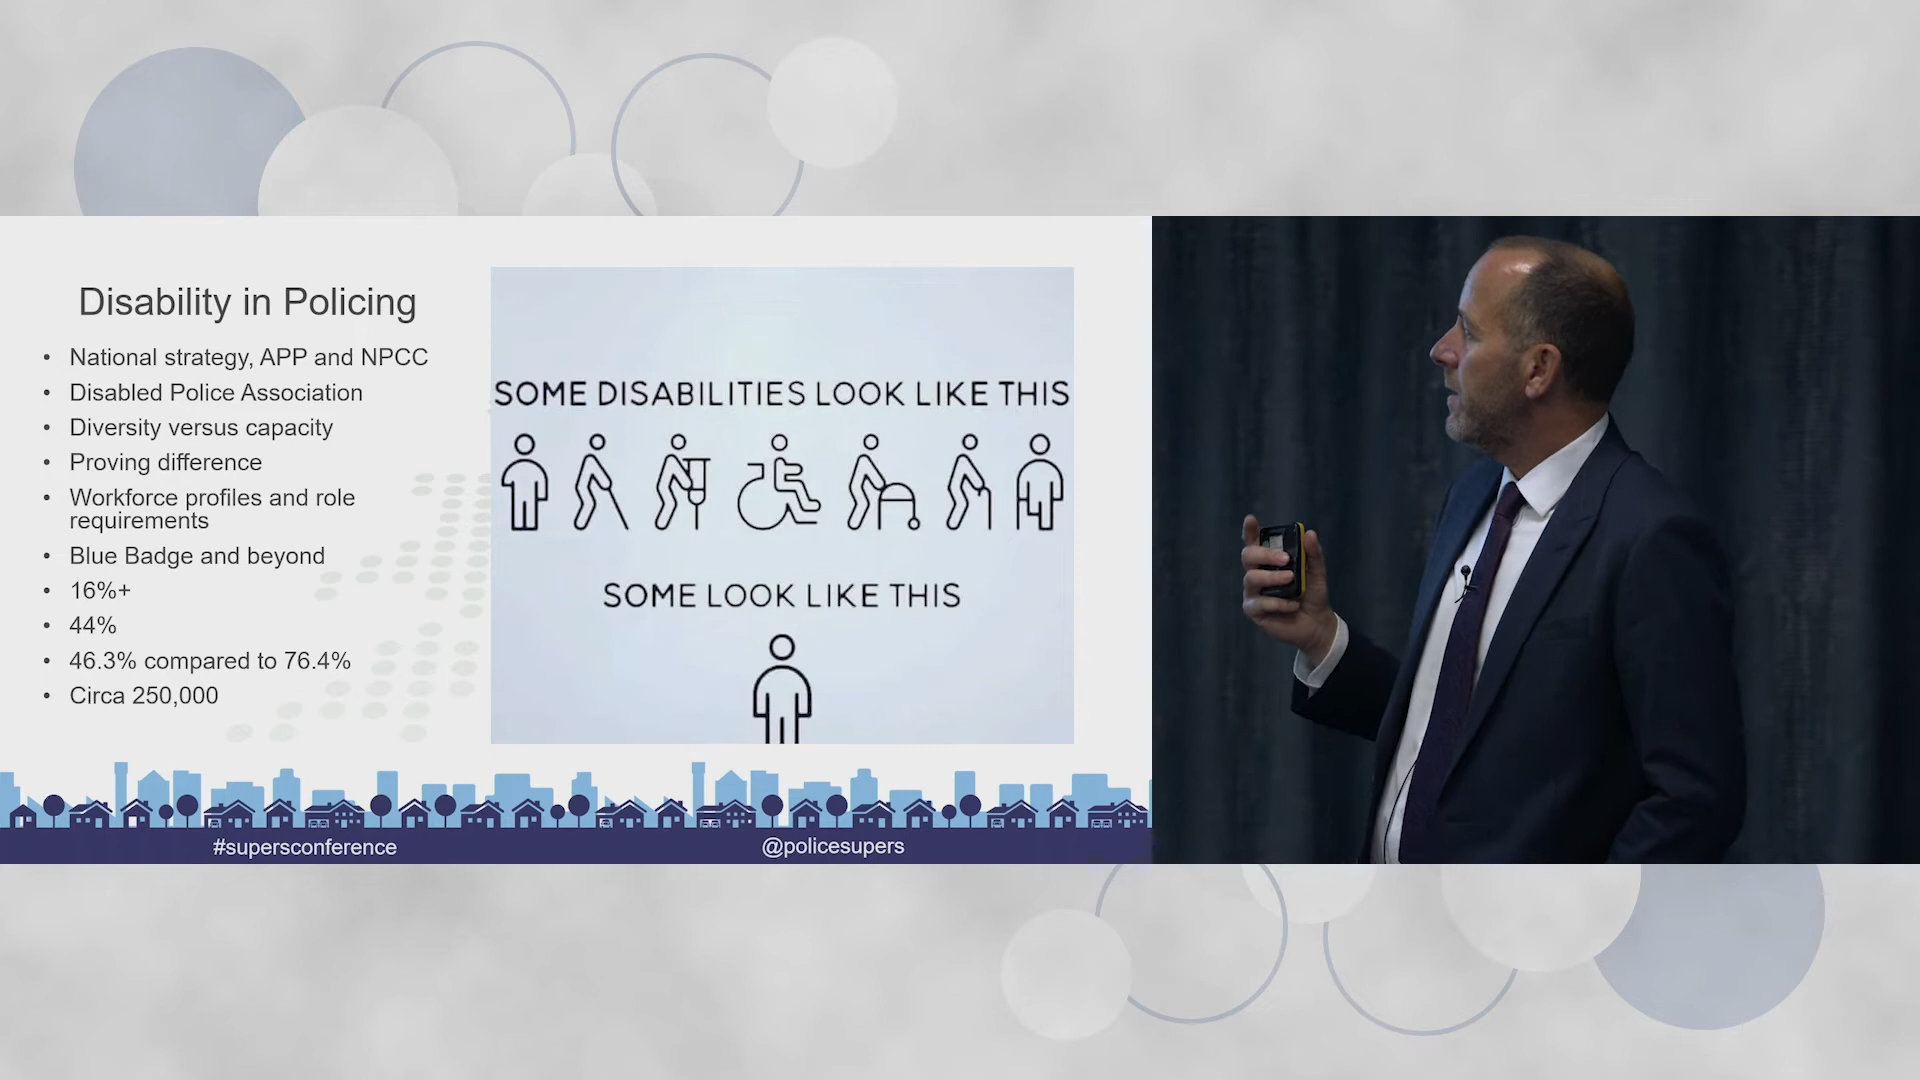 Disability in Policing
• National strategy, APP and NPCC
• Disabled Police Association
• Diversity versus capacity
• Proving difference
• Workforce profiles and role
requirements
• Blue Badge and beyond
• 16%+
• 44%
• 46.3% compared to 76.4%
• Circa 250,000
SOME DISABILITIES LOOK LIKE THIS
SOME LOOK LIKE THIS
#supersconference
@policesupers